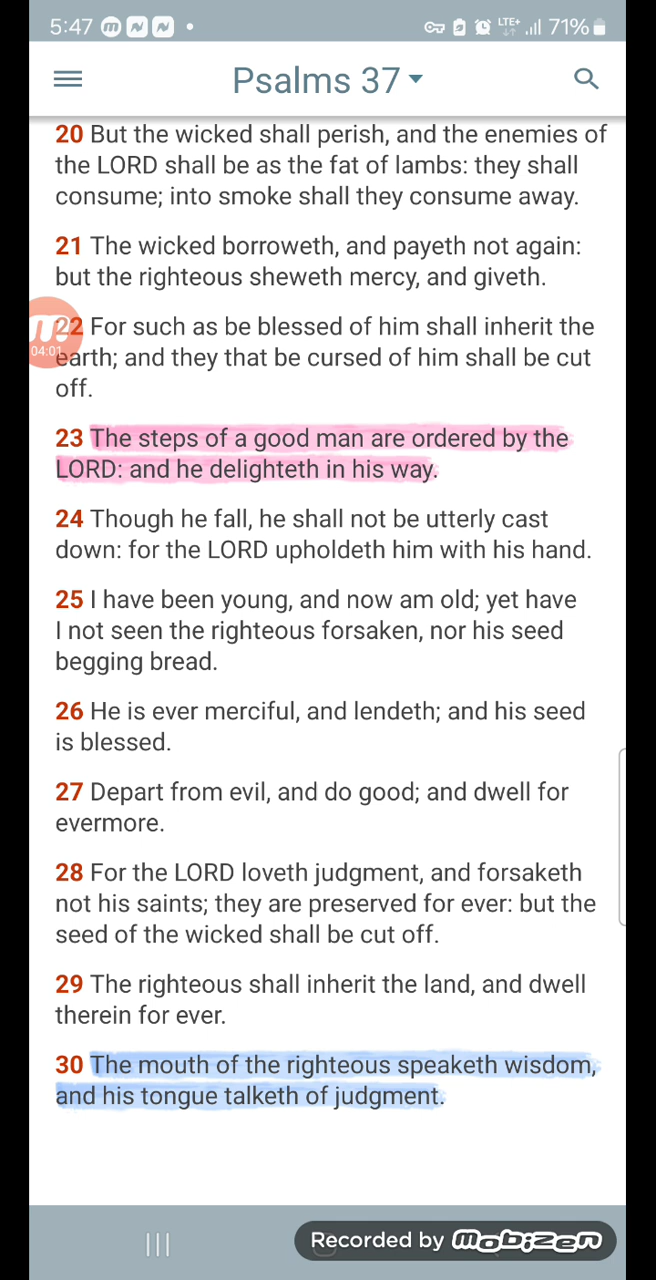 5:47
LTE+ 71%
Psalms 37
20 But the wicked shall perish, and the enemies of
the LORD shall be as the fat of lambs: they shall
consume; into smoke shall they consume away.
21 The wicked borroweth, and payeth not again:
but the righteous sheweth mercy, and giveth.
22 For such as be blessed of him shall inherit the
04:01
earth; and they that be cursed of him shall be cut
off.
23 The steps of a good man are ordered by the
LORD: and he delighteth in his way.
24 Though he fall, he shall not be utterly cast
down: for the LORD upholdeth him with his hand.
25 I have been young, and now am old; yet have
I not seen the righteous forsaken, nor his seed
begging bread.
26 He is ever merciful, and lendeth; and his seed
is blessed.
27 Depart from evil, and do good; and dwell for
evermore.
28 For the LORD loveth judgment, and forsaketh
not his saints; they are preserved for ever: but the
seed of the wicked shall be cut off.
29 The righteous shall inherit the land, and dwell
therein for ever.
30 The mouth of the righteous speaketh wisdom,
and his tongue talketh of judgment.
Recorded by mobizen